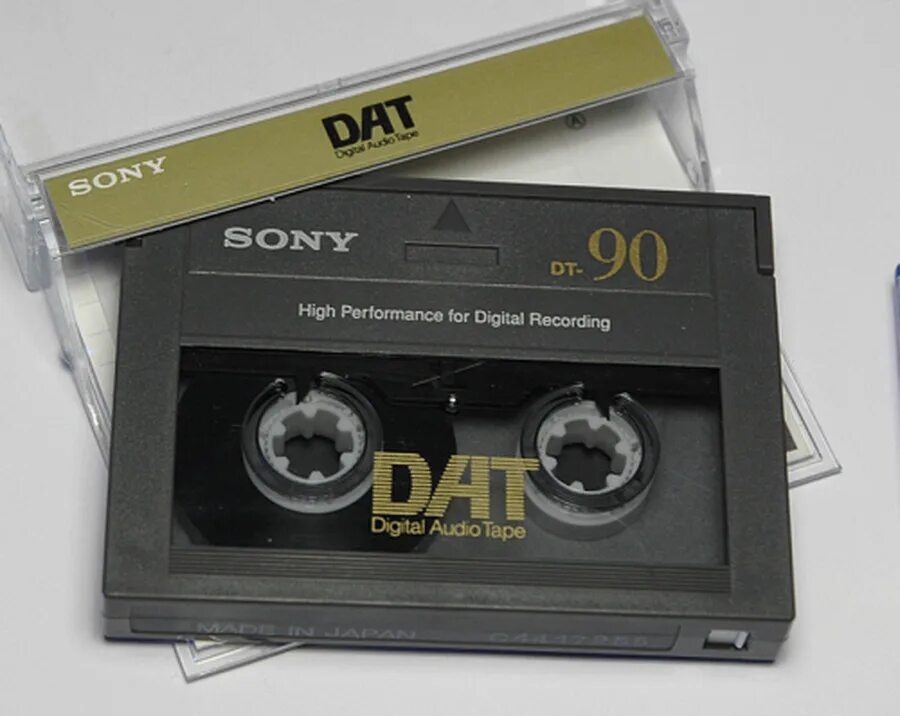 SONY
DAT
Digital Audio Tape
SONY
DT-90
High Performance for Digital Recording
DAT
Digital Audio Tape
MADE IN JAPAN